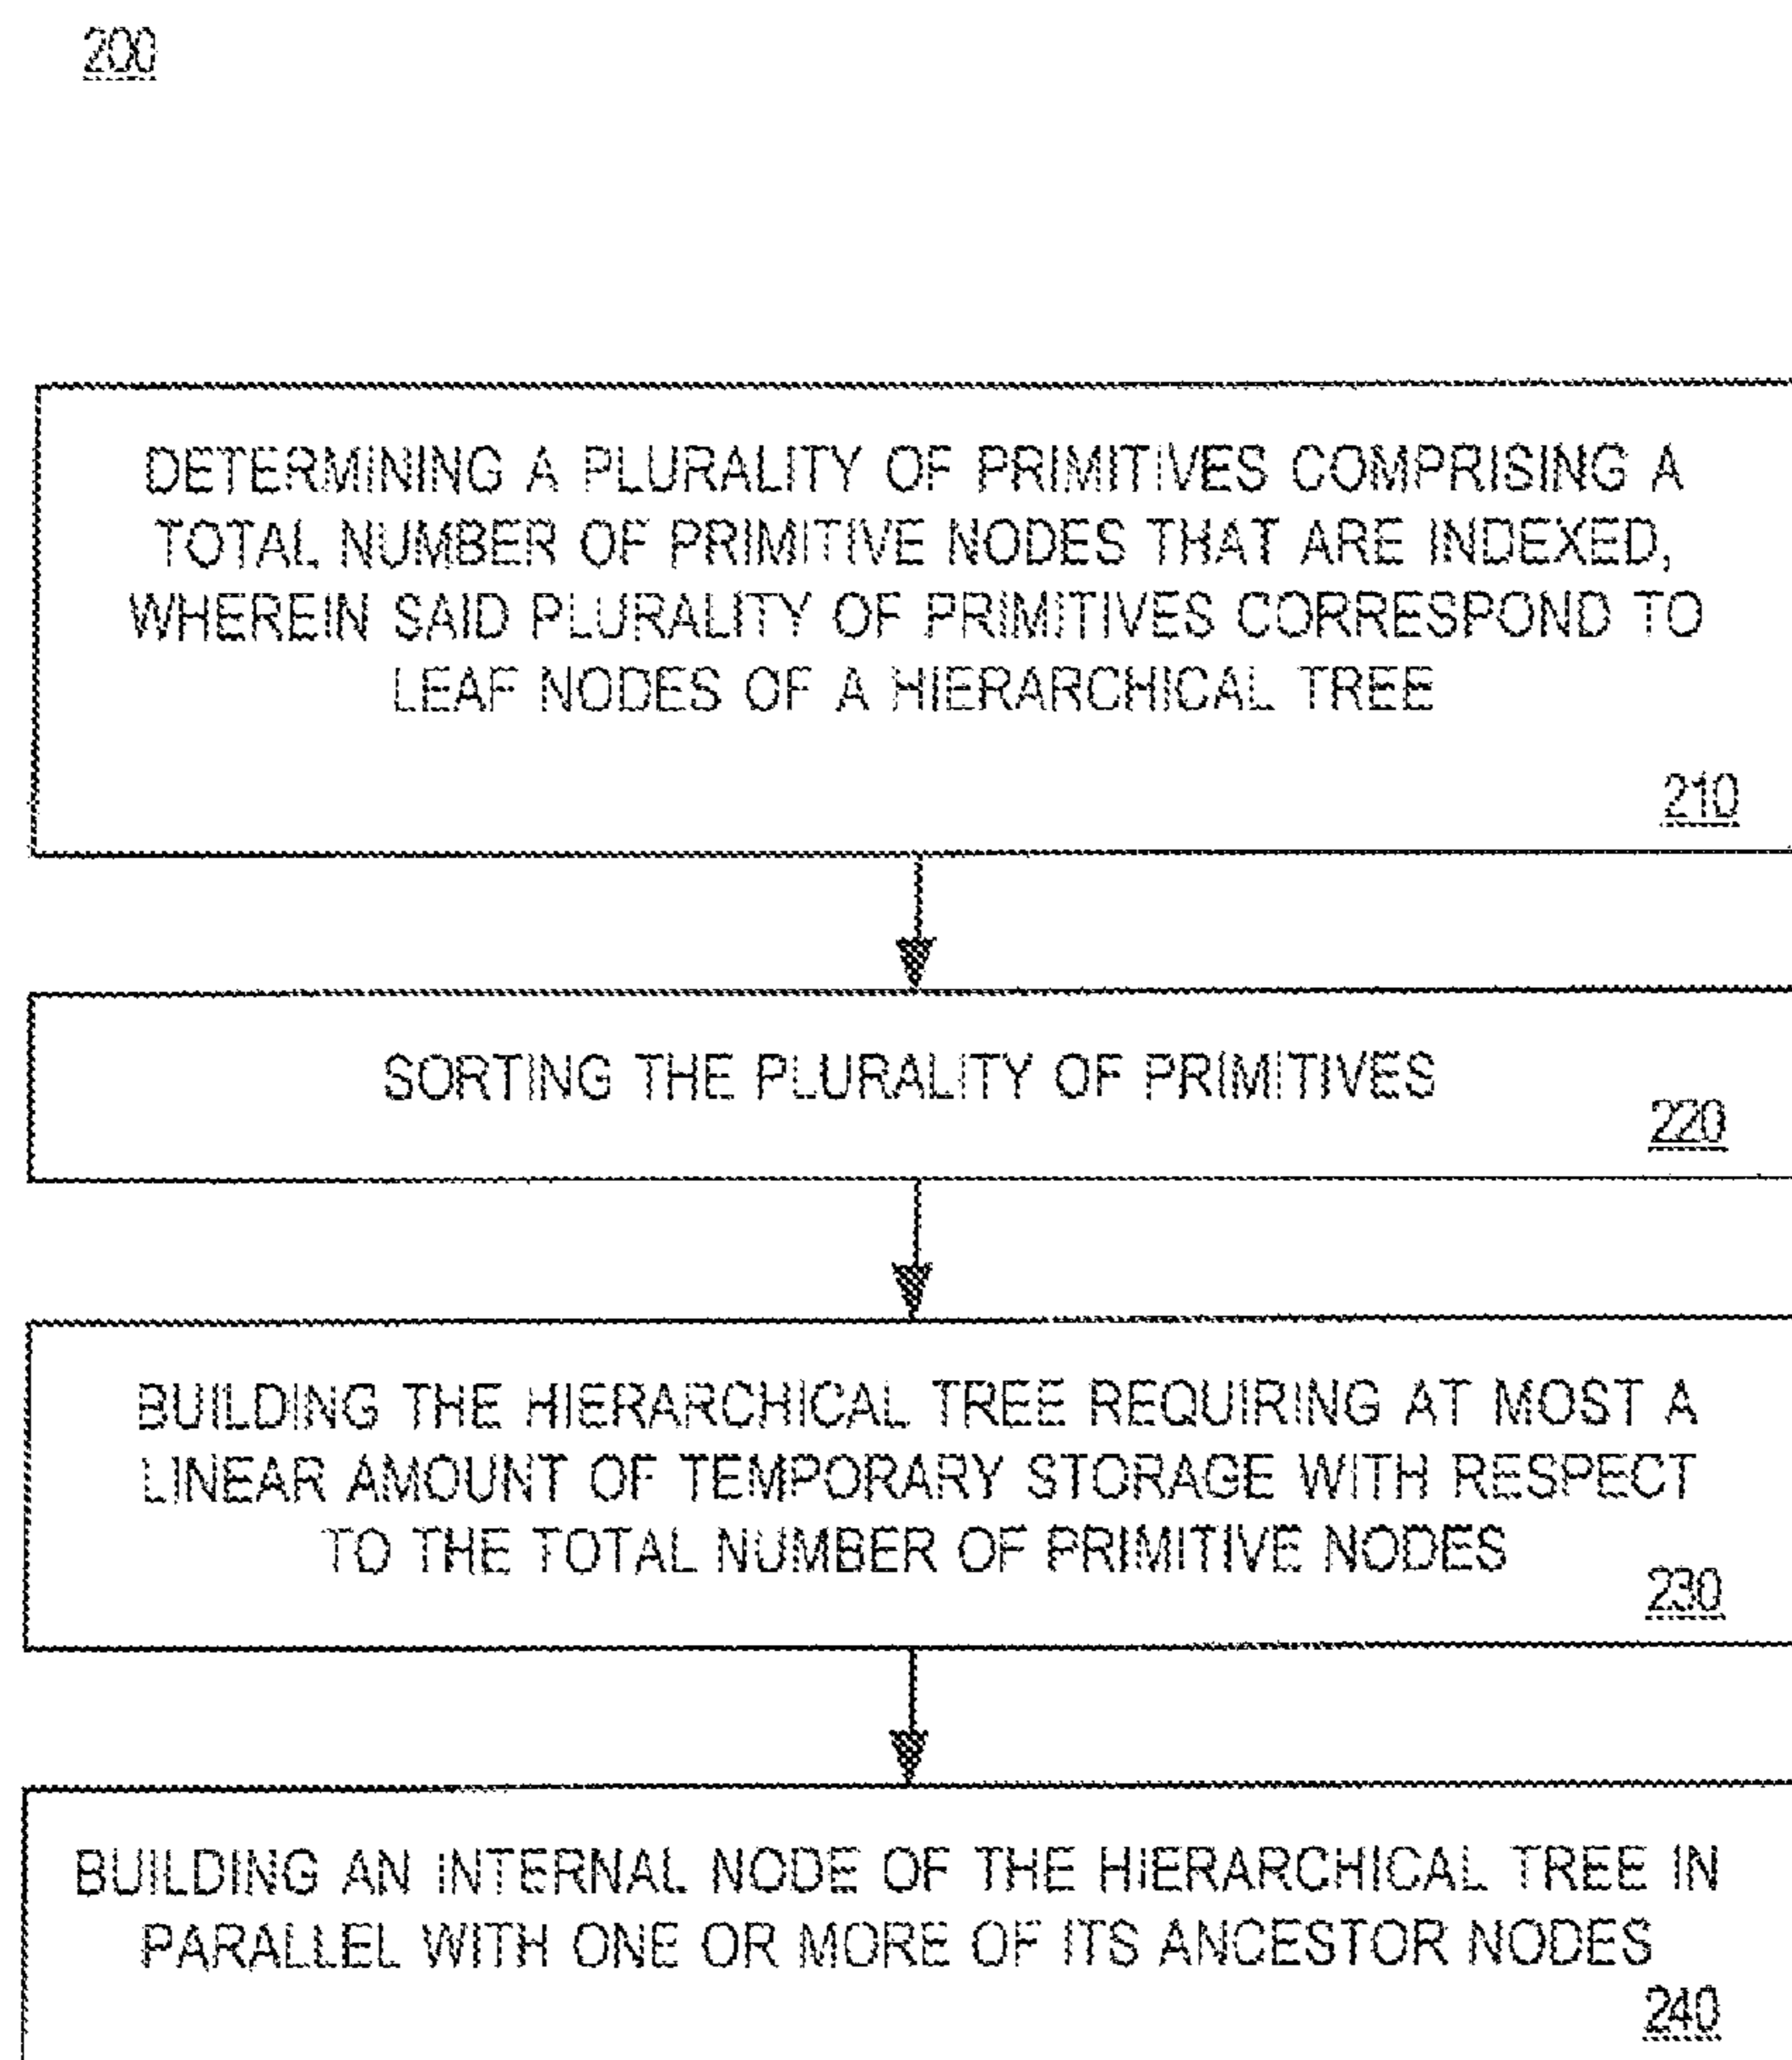 200
DETERMINING A PLURALITY OF PRIMITIVES COMPRISING A
TOTAL NUMBER OF PRIMITIVE NODES THAT ARE INDEXED,
WHEREIN SAID PLURALITY OF PRIMITIVES CORRESPOND TO
LEAF NODES OF A HIERARCHICAL TREE
210
SORTING THE PLURALITY OF PRIMITIVES
220
BUILDING THE HIERARCHICAL TREE REQUIRING AT MOST A
LINEAR AMOUNT OF TEMPORARY STORAGE WITH RESPECT
TO THE TOTAL NUMBER OF PRIMITIVE NODES
230
BUILDING AN INTERNAL NODE OF THE HIERARCHICAL TREE IN
PARALLEL WITH ONE OR MORE OF ITS ANCESTOR NODES
240